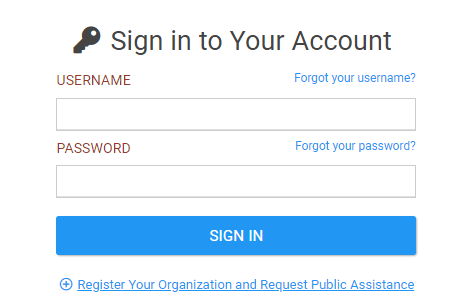 Sign in to Your Account
USERNAME Forgot your username?
PASSWORD Forgot your password?
SIGN IN
Register Your Organization and Request Public Assistance